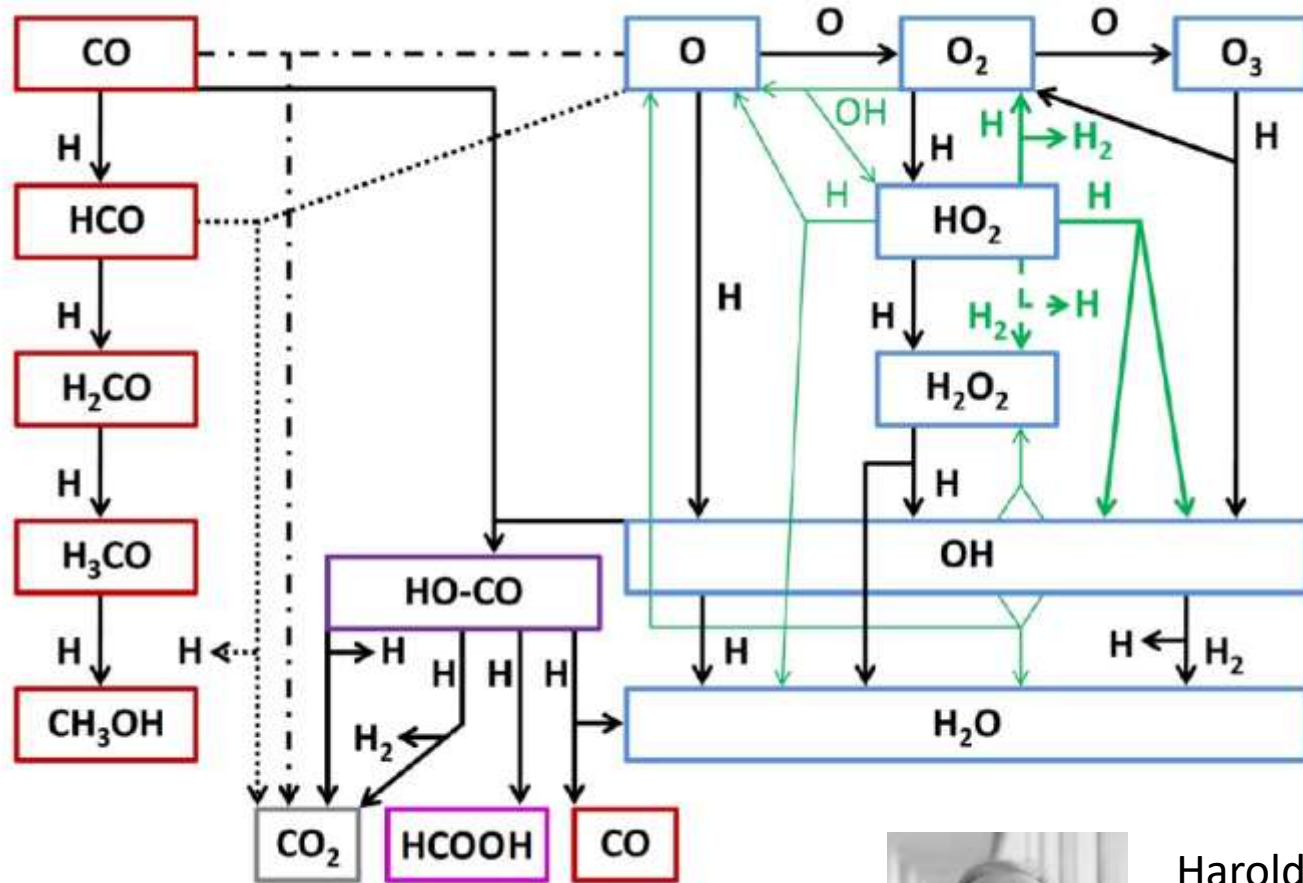 O O
CO O O₂ O₃
OH
H H H H₂ H
H H
HCO HO₂
H H H H
H₂
H₂CO H₂O₂
H H
H₃CO OH
HO-CO
H H H H H H H H H₂
H₂
CH₃OH H₂O
CO₂ HCOOH CO
Harold